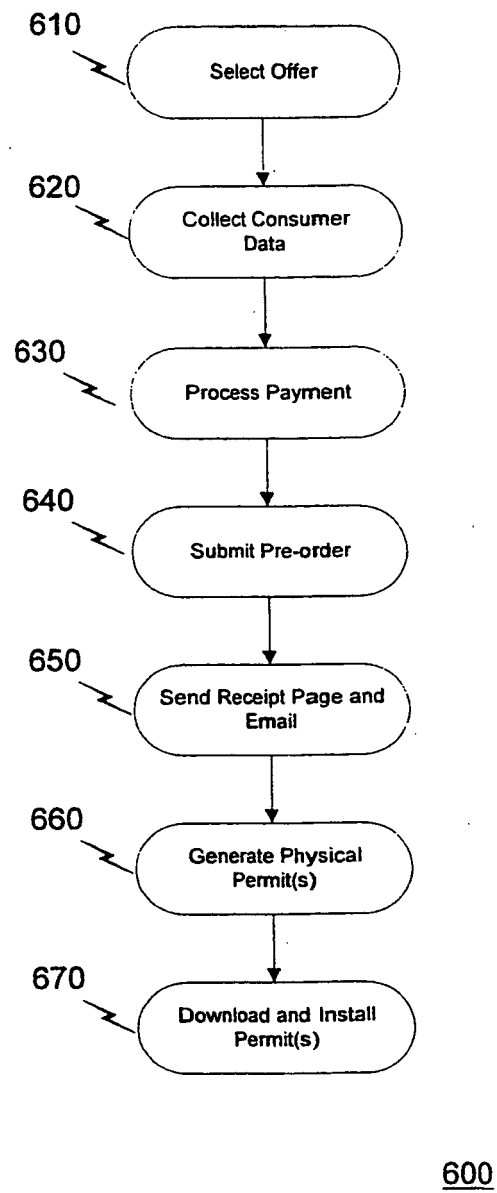 610
Select Offer
620
Collect Consumer
Data
630
Process Payment
640
Submit Pre-order
650
Send Receipt Page and
Email
660
Generate Physical
Permit(s)
670
Download and Install
Permit(s)
600